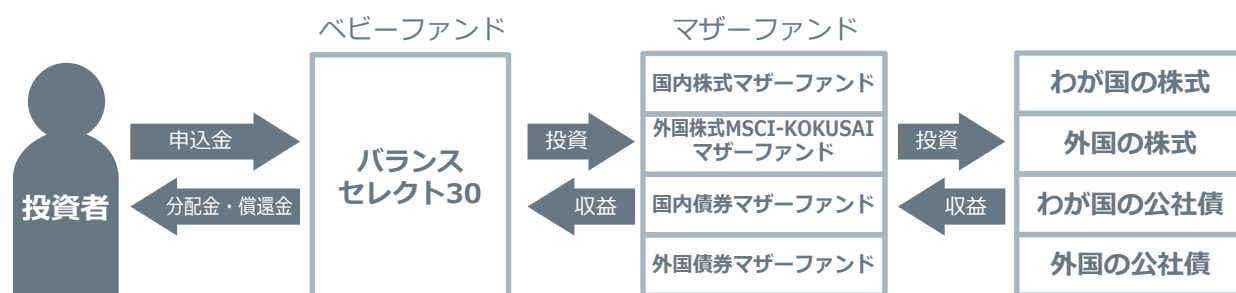 ベビーファンド
マザーファンド
投資者
申込金
分配金・償還金
バランス
セレクト30
投資
収益
国内株式マザーファンド
外国株式MSCI-KOKUSAI
マザーファンド
国内債券マザーファンド
外国債券マザーファンド
投資
収益
わが国の株式
外国の株式
わが国の公社債
外国の公社債